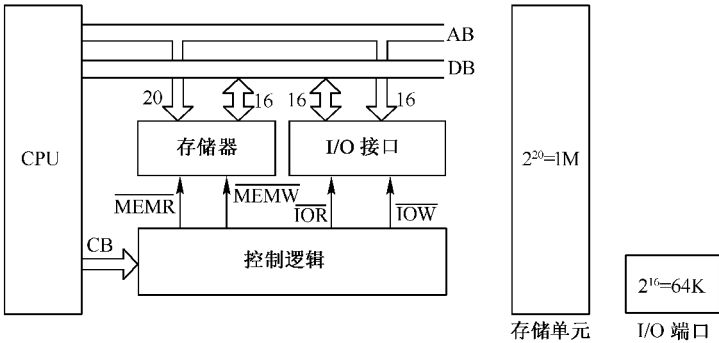 AB
DB
20
16
16
16
CPU
存储器
I/O 接口
2²⁰=1M
MEMR
MEMW
IOR
IOW
CB
控制逻辑
2¹⁶=64K
存储单元
I/O 端口